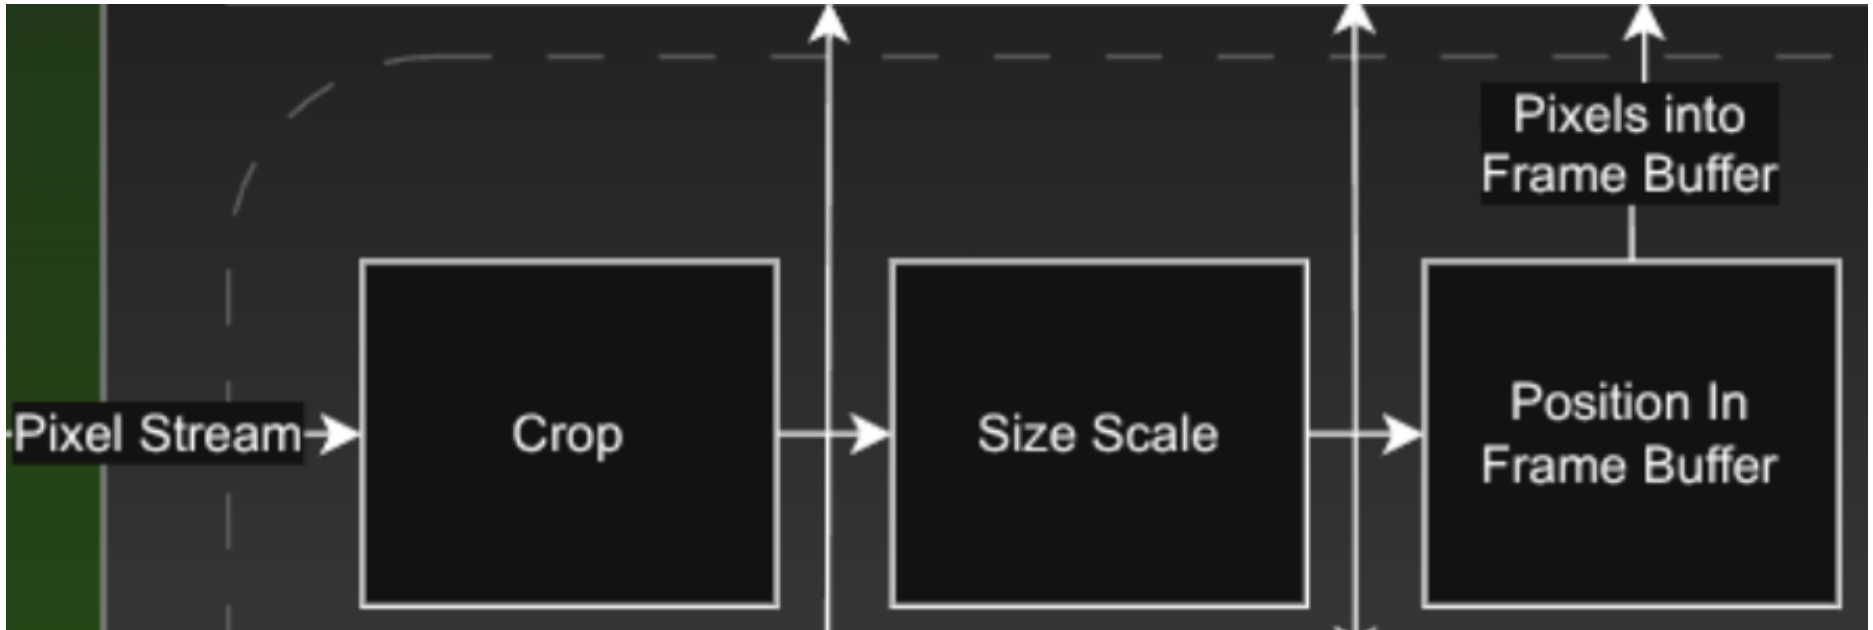 Pixels into
Frame Buffer
Pixel Stream
Crop
Size Scale
Position In
Frame Buffer